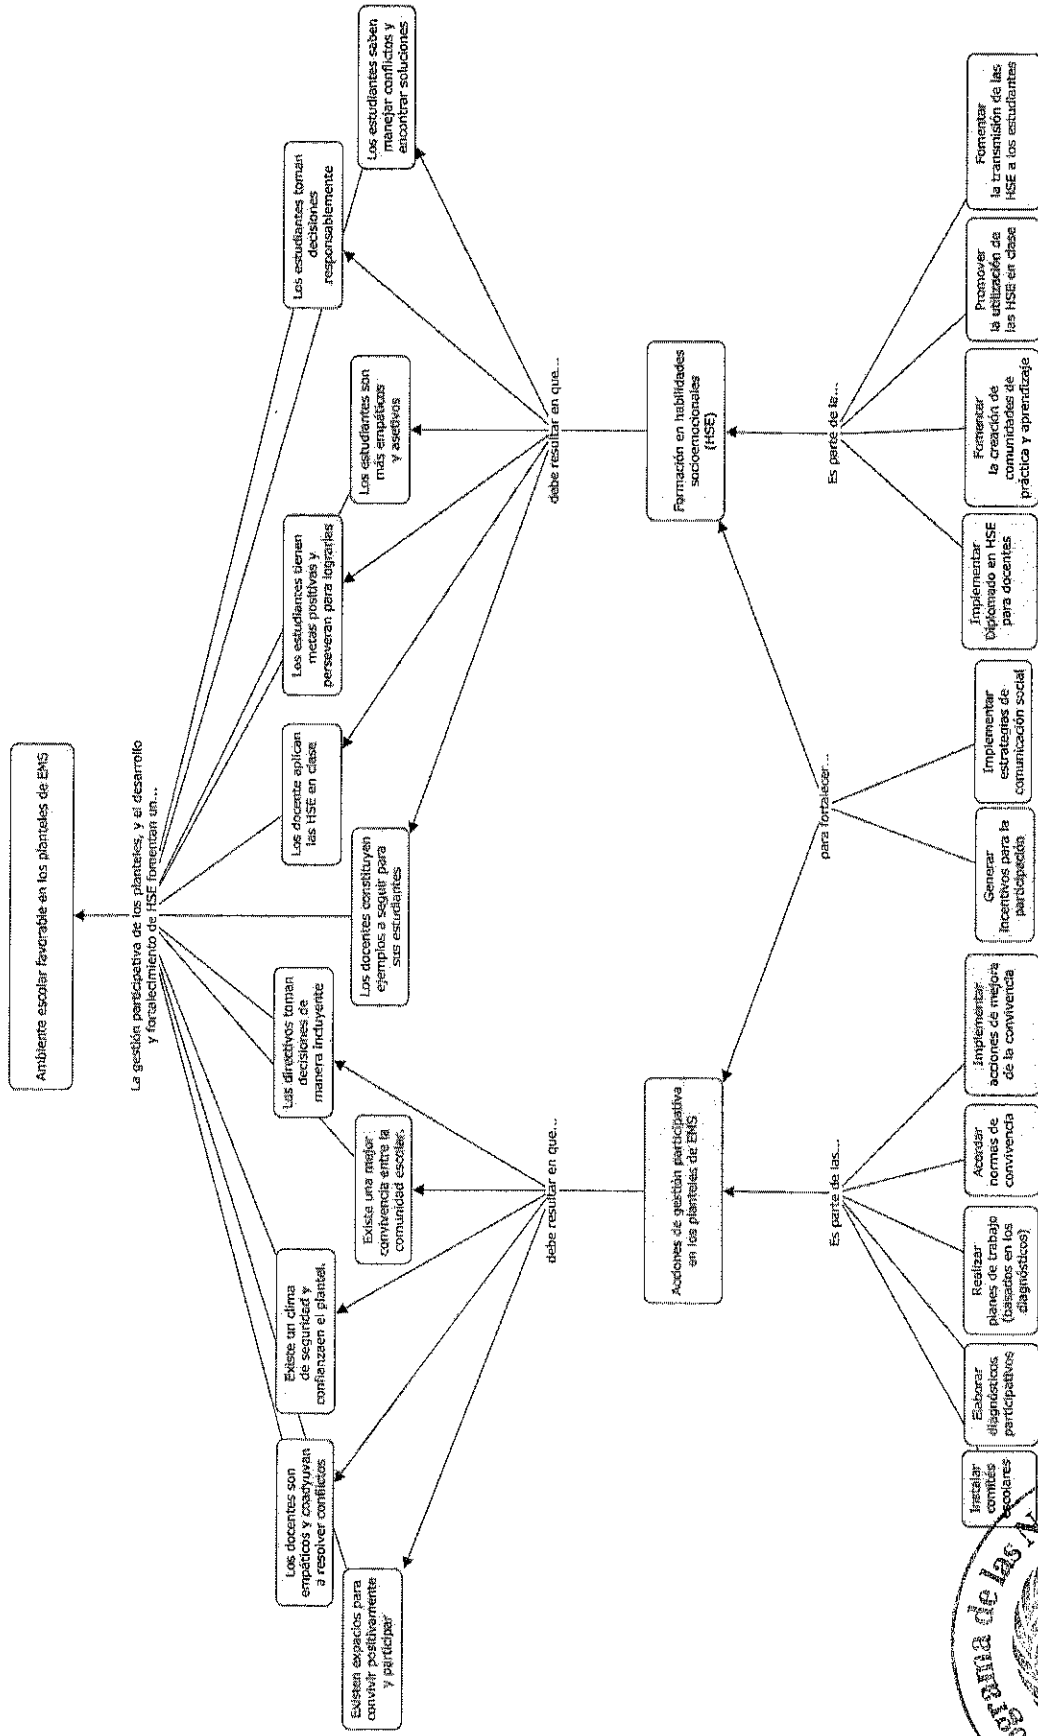 Ambiente escolar favorable en los planteles de EMS
La gestión participativa de los planteles, y el desarrollo
y fortalecimiento de HSE fomentan un...
Existen espacios para
convivir positivamente
y participar
Los docentes son
empáticos y coadyuvan
a resolver conflictos
Existe un clima
de seguridad y
confianzaen el plantel.
Existe una mejor
convivencia entre la
comunidad escolar.
Los directivos toman
decisiones de
manera incluyente
Los docentes constituyen
ejemplos a seguir para
sus estudiantes
Los docente aplican
las HSE en clase
Los estudiantes tienen
metas positivas y
perseveran para lograrlas
Los estudiantes son
más empáticos
y asetivos
Los estudiantes toman
decisiones
responsablemente
Los estudiantes saben
manejar conflictos y
encontrar soluciones
debe resultar en que...
debe resultar en que...
Acciones de gestión participativa
en los planteles de EMS
Formación en habilidades
socioemocionales
(HSE)
Es parte de las...
para fortalecer...
Es parte de la...
Instalar
comités
escolares
Elaborar
diagnósticos
participativos
Realizar
planes de trabajo
(basados en los
diagnósticos)
Acordar
normas de
convivencia
Implementar
acciones de mejora
de la convivencia
Generar
incentivos para la
participación
Implementar
estrategias de
comunicación social
Implementar
Diplomado en HSE
para docentes
Fomentar
la creación de
comunidades de
práctica y aprendizaje
Promover
la utilización de
las HSE en clase
Fomentar
la transmisión de las
HSE a los estudiantes
grama de las N